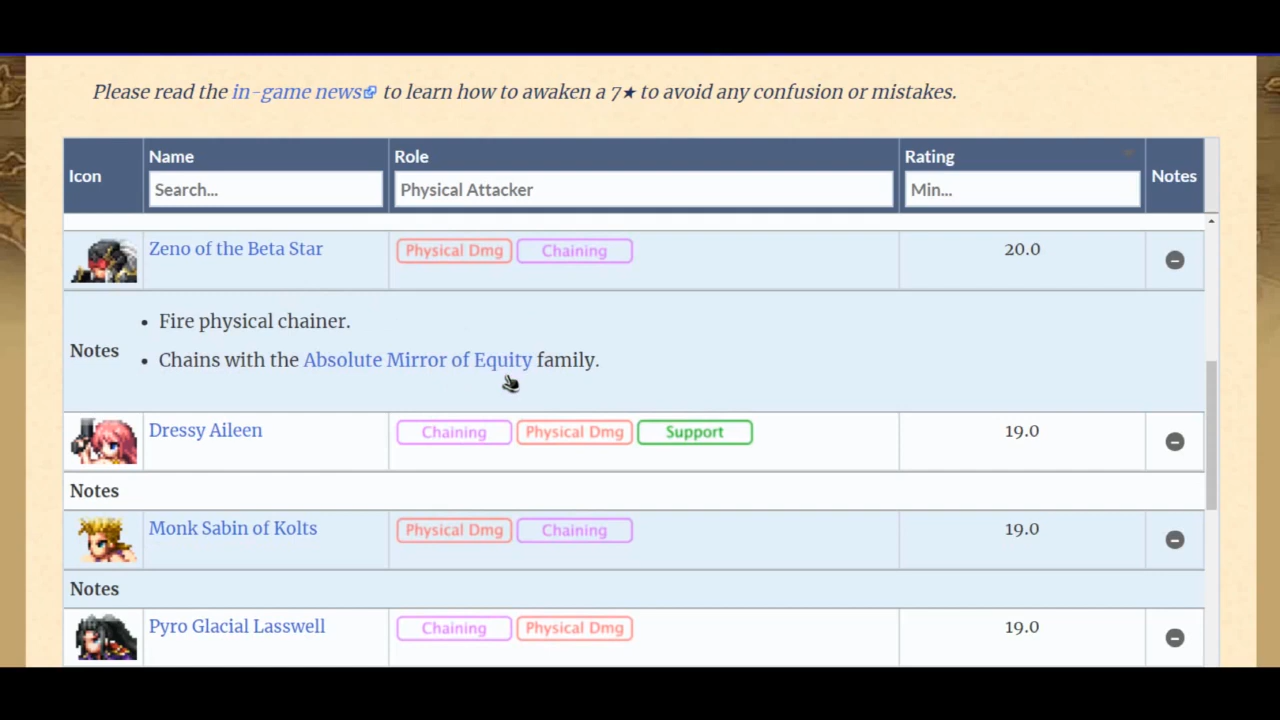 Please read the in-game news to learn how to awaken a 7★ to avoid any confusion or mistakes.
Icon Name Role Rating Notes
Search... Physical Attacker Min...
Zeno of the Beta Star Physical Dmg Chaining 20.0
Notes
• Fire physical chainer.
• Chains with the Absolute Mirror of Equity family.
Dressy Aileen Chaining Physical Dmg Support 19.0
Notes
Monk Sabin of Kolts Physical Dmg Chaining 19.0
Notes
Pyro Glacial Lasswell Chaining Physical Dmg 19.0